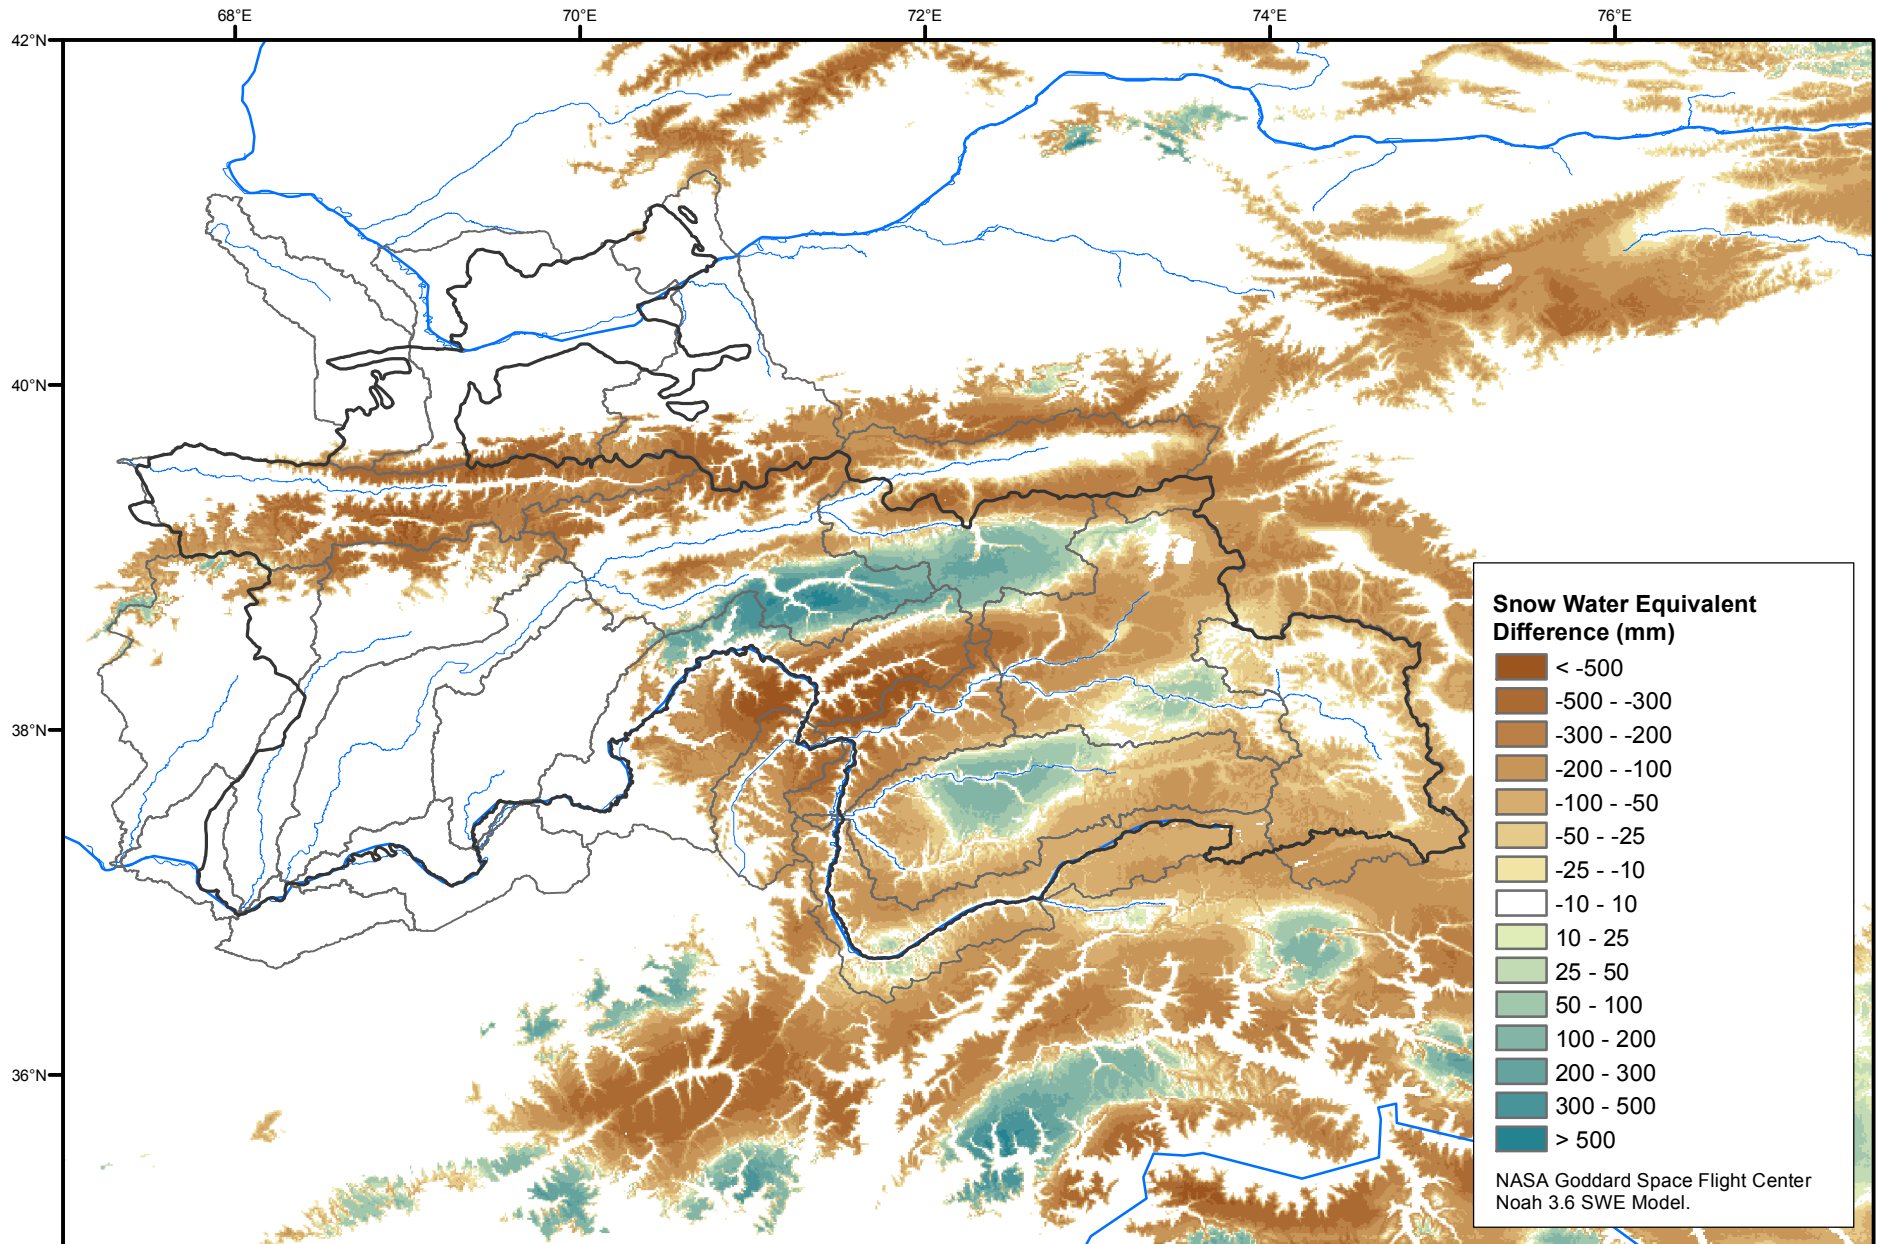 68°E 70°E 72°E 74°E 76°E
42°N
40°N
38°N
36°N
Snow Water Equivalent
Difference (mm)
< -500
-500 - -300
-300 - -200
-200 - -100
-100 - -50
-50 - -25
-25 - -10
-10 - 10
10 - 25
25 - 50
50 - 100
100 - 200
200 - 300
300 - 500
> 500
NASA Goddard Space Flight Center
Noah 3.6 SWE Model.